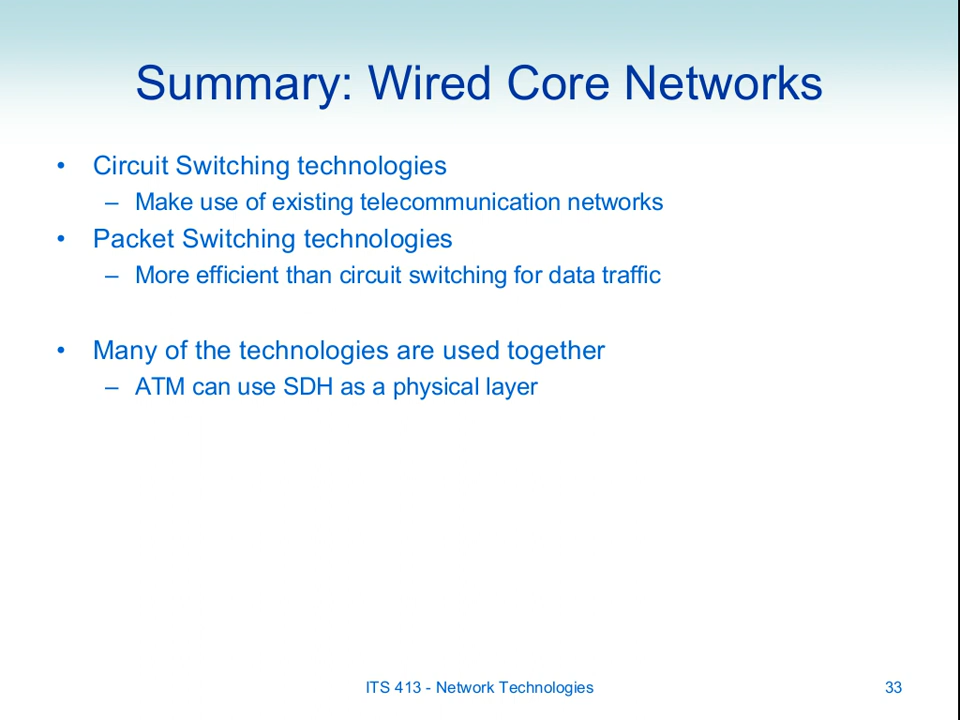 Summary: Wired Core Networks
• Circuit Switching technologies
– Make use of existing telecommunication networks
• Packet Switching technologies
– More efficient than circuit switching for data traffic
• Many of the technologies are used together
– ATM can use SDH as a physical layer
ITS 413 - Network Technologies
33